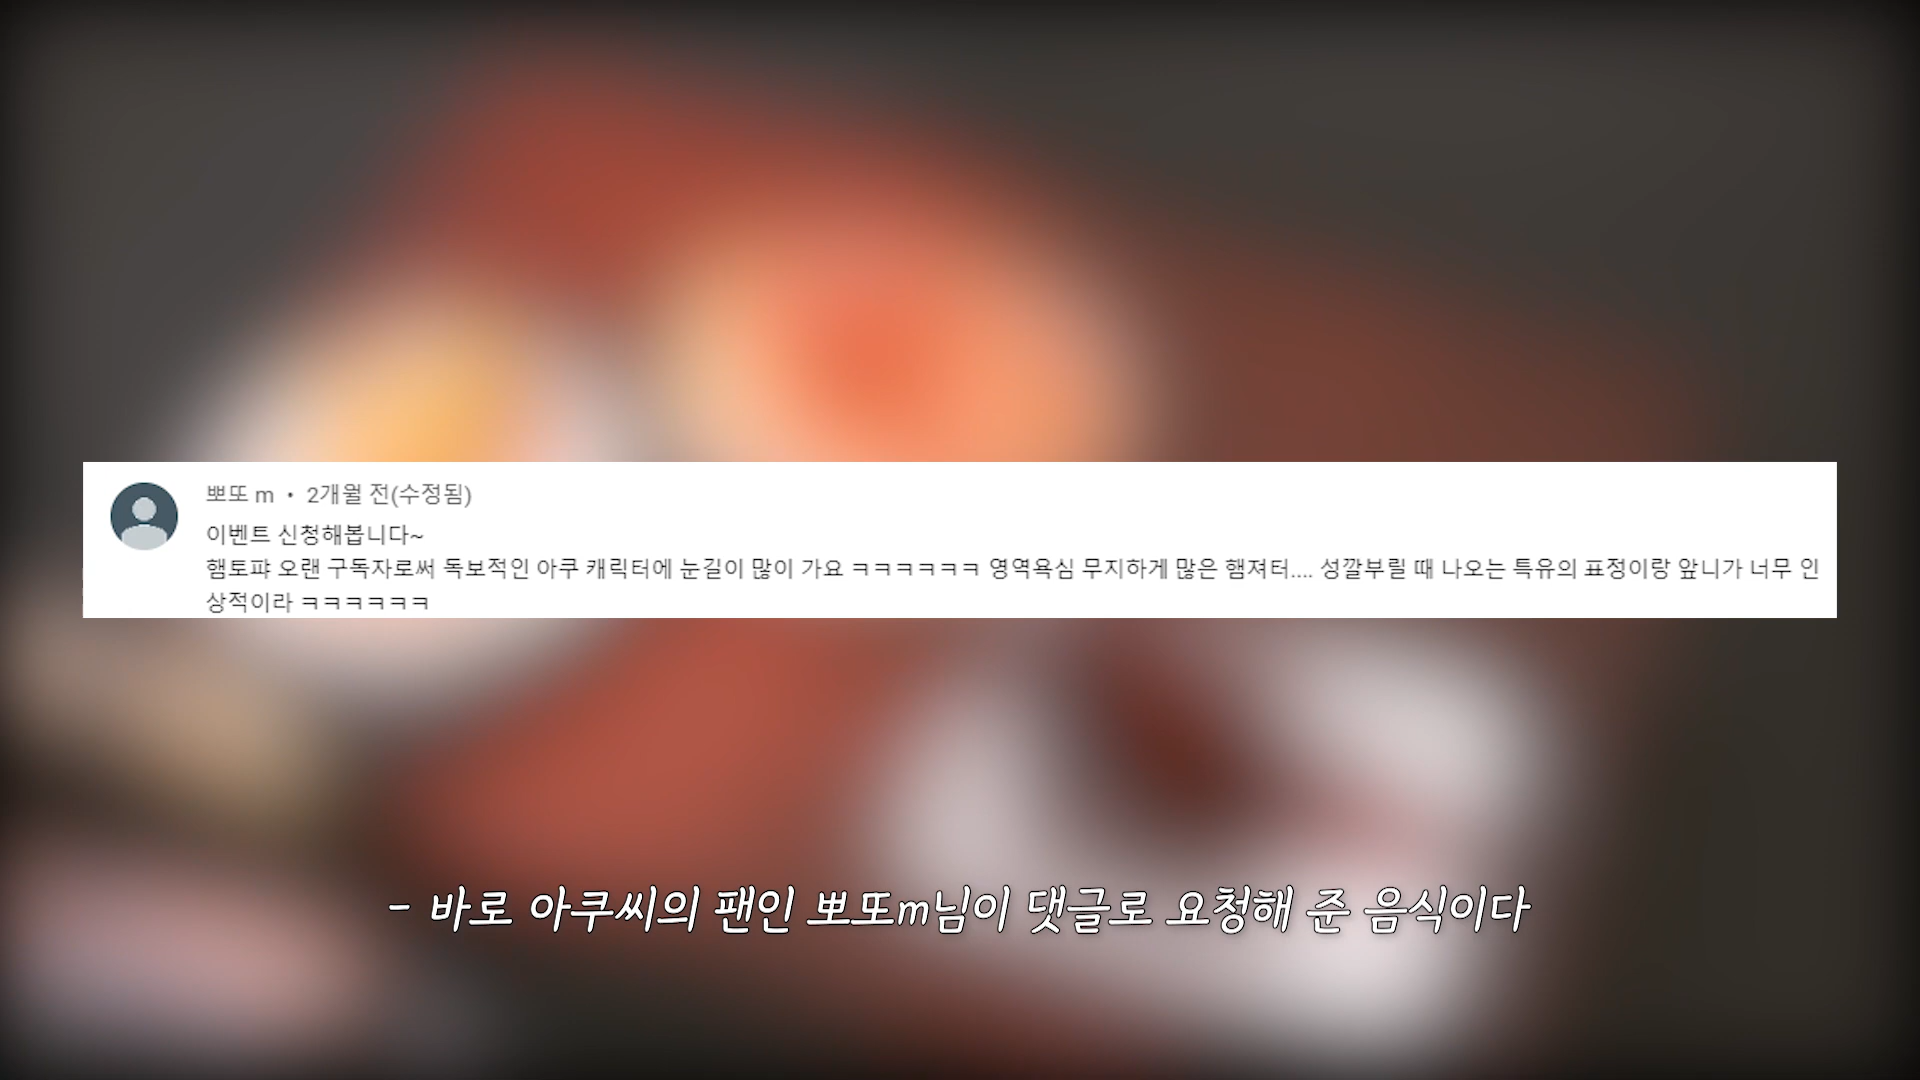 뽀또 m • 2개월 전(수정됨)
이벤트 신청해봅니다~
햄토퍄 오랜 구독자로써 독보적인 아쿠 캐릭터에 눈길이 많이 가요 ㅋㅋㅋㅋㅋㅋ 영역욕심 무지하게 많은 햄져터.... 성깔부릴 때 나오는 특유의 표정이랑 앞니가 너무 인
상적이라 ㅋㅋㅋㅋㅋㅋ
- 바로 아쿠씨의 팬인 뽀또m님이 댓글로 요청해 준 음식이다